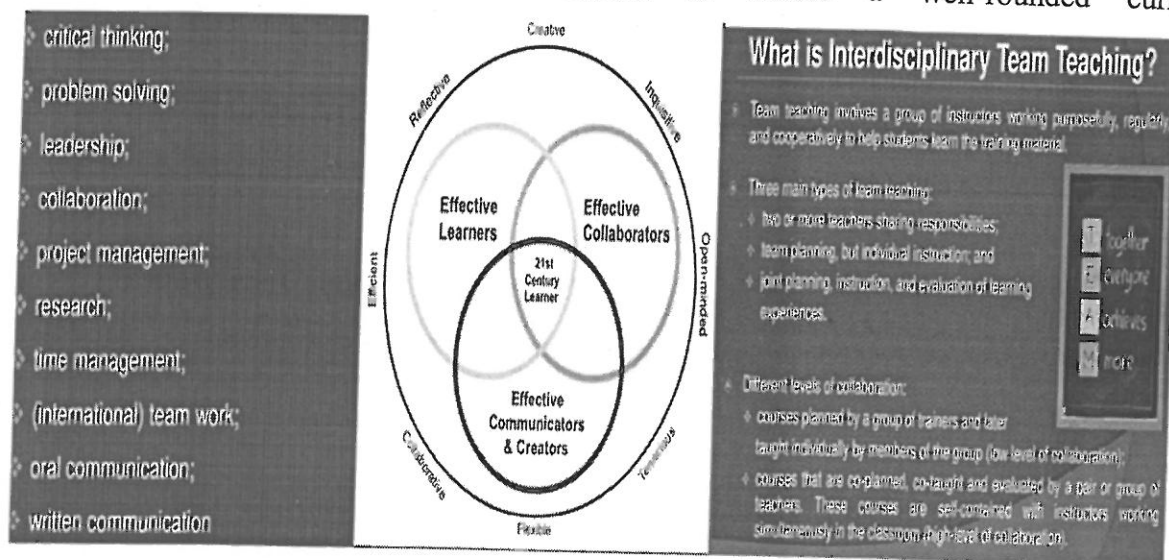 well-rounded
critical thinking;
problem solving;
leadership;
collaboration;
project management;
research;
time management;
(international) team work;
oral communication;
written communication
Creative
Reflective
Inquisitive
Effective
Learners
Effective
Collaborators
21st
Century
Learner
Efficient
Open-minded
Effective
Communicators
& Creators
Collaborative
Tenacious
Flexible
What is Interdisciplinary Team Teaching?
Team teaching involves a group of instructors working purposefully, regularly
and cooperatively to help students learn the training material.
Three main types of team teaching:
two or more teachers sharing responsibilities;
team planning, but individual instruction; and
joint planning, instruction, and evaluation of learning
experiences.
T together
E everyone
A achieves
M more
Different levels of collaboration:
courses planned by a group of trainers and later
taught individually by members of the group (low-level of collaboration);
courses that are co-planned, co-taught and evaluated by a pair or group of
teachers. These courses are self-contained with instructors working
simultaneously in the classroom (high-level of collaboration).